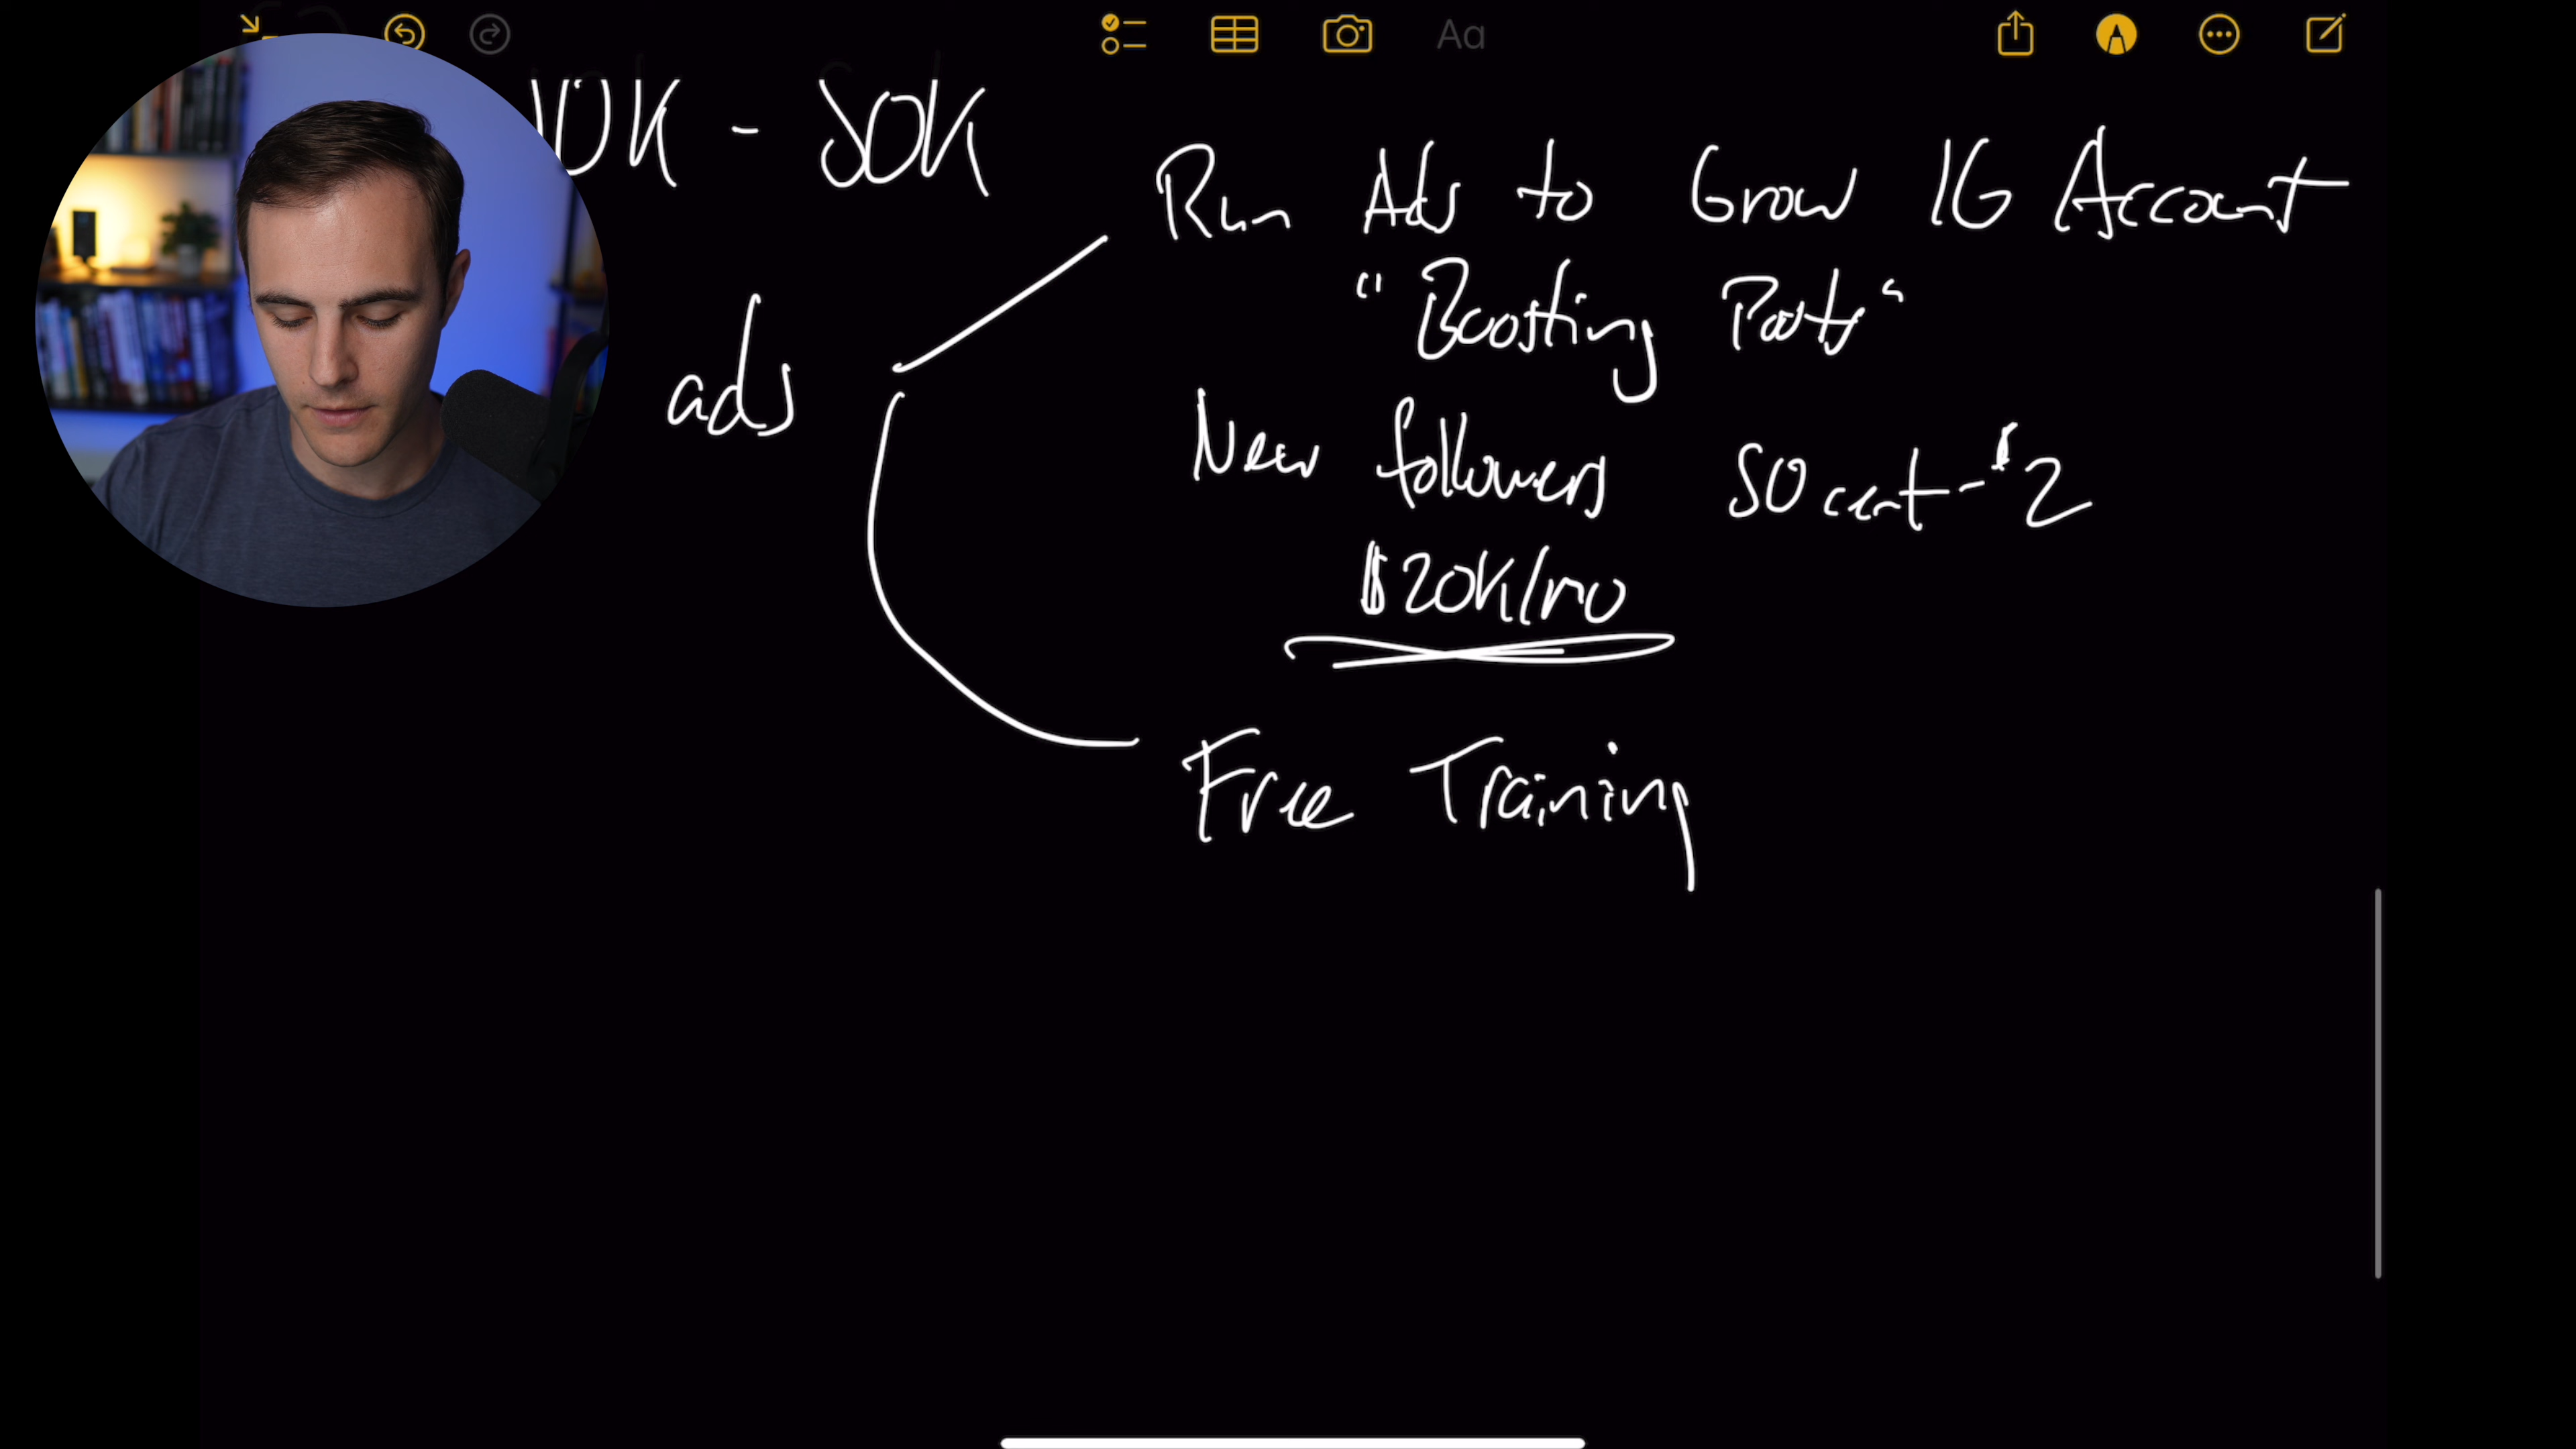 10K - 50K
Run Ads to Grow IG Account
"Boosting Posts"
ads
New followers 50 cent - $2
$20K/mo
Free Training
Aa